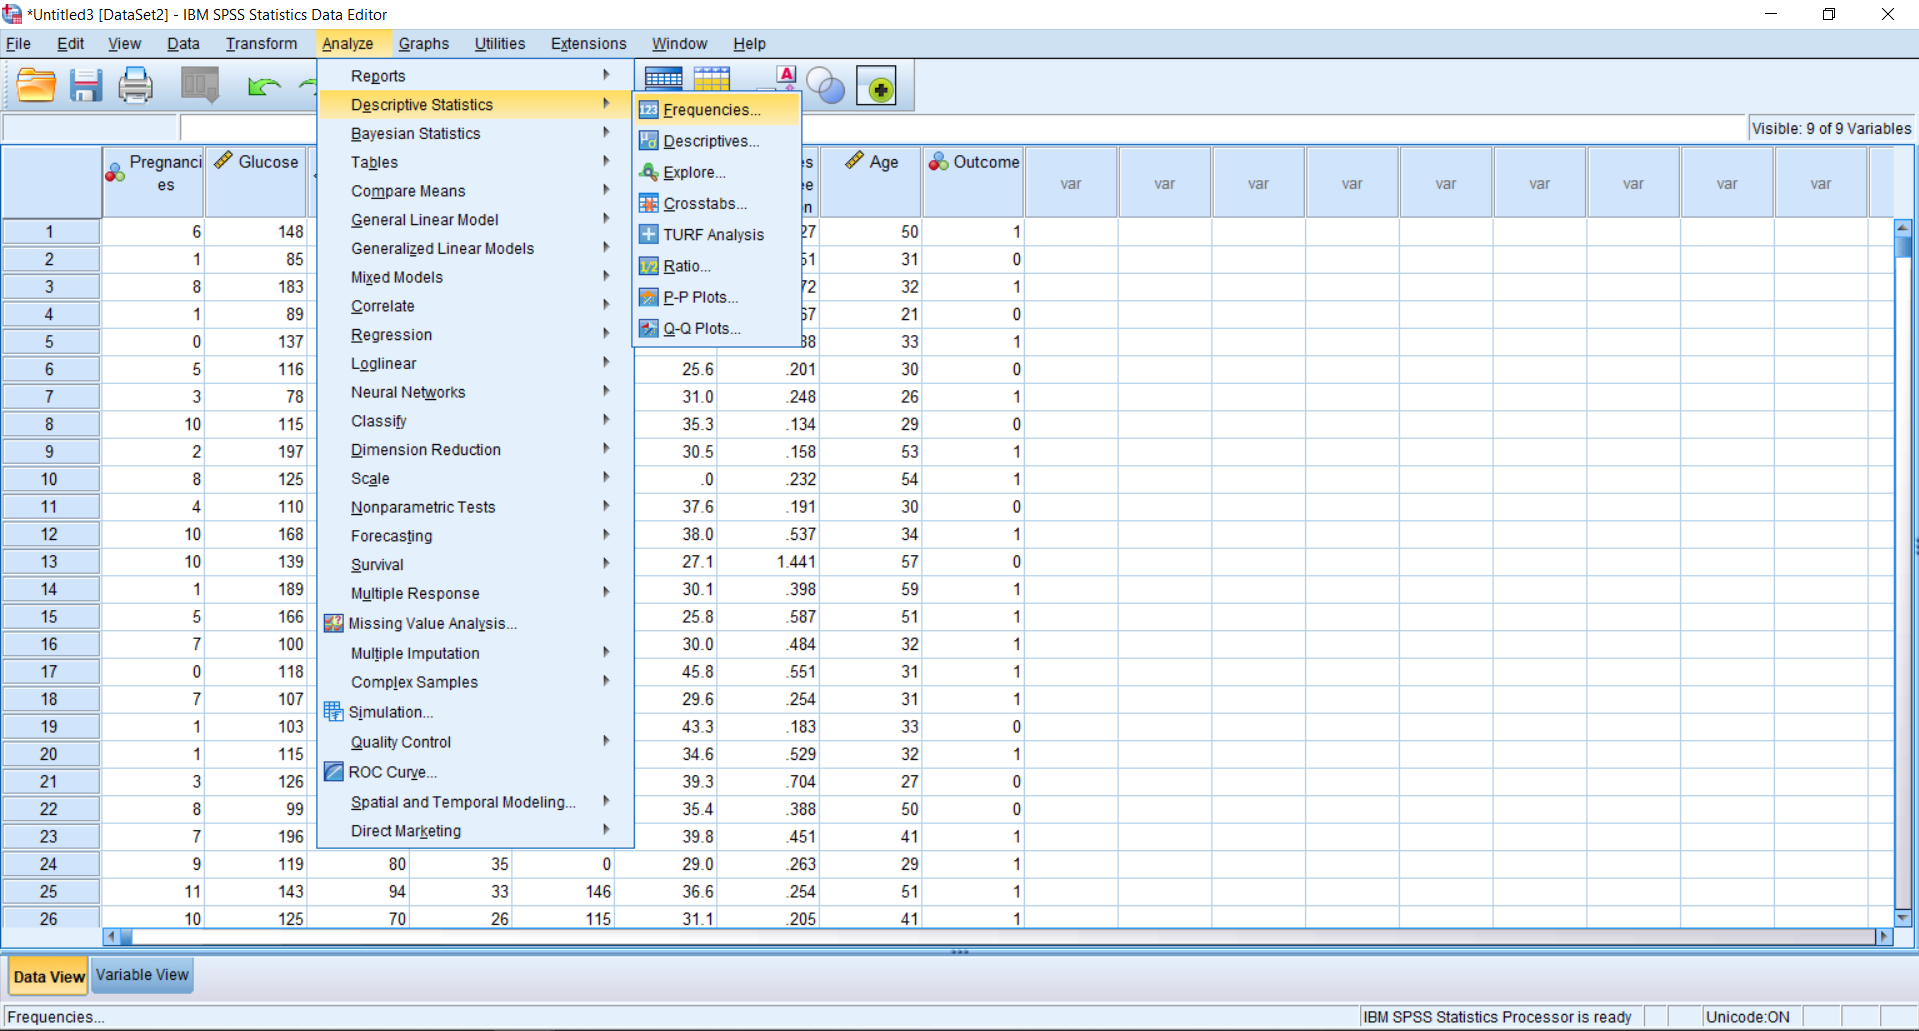 *Untitled3 [DataSet2] - IBM SPSS Statistics Data Editor
File Edit View Data Transform Analyze Graphs Utilities Extensions Window Help
Visible: 9 of 9 Variables
Reports
Descriptive Statistics
Bayesian Statistics
Tables
Compare Means
General Linear Model
Generalized Linear Models
Mixed Models
Correlate
Regression
Loglinear
Neural Networks
Classify
Dimension Reduction
Scale
Nonparametric Tests
Forecasting
Survival
Multiple Response
Missing Value Analysis...
Multiple Imputation
Complex Samples
Simulation...
Quality Control
ROC Curve...
Spatial and Temporal Modeling...
Direct Marketing
Frequencies...
Descriptives...
Explore...
Crosstabs...
TURF Analysis
Ratio...
P-P Plots...
Q-Q Plots...
Pregnanci
es
Glucose Age Outcome
var var var var var var var var var
1 6 148 27 50 1
2 1 85 51 31 0
3 8 183 72 32 1
4 1 89 67 21 0
5 0 137 88 33 1
6 5 116 25.6 .201 30 0
7 3 78 31.0 .248 26 1
8 10 115 35.3 .134 29 0
9 2 197 30.5 .158 53 1
10 8 125 .0 .232 54 1
11 4 110 37.6 .191 30 0
12 10 168 38.0 .537 34 1
13 10 139 27.1 1.441 57 0
14 1 189 30.1 .398 59 1
15 5 166 25.8 .587 51 1
16 7 100 30.0 .484 32 1
17 0 118 45.8 .551 31 1
18 7 107 29.6 .254 31 1
19 1 103 43.3 .183 33 0
20 1 115 34.6 .529 32 1
21 3 126 39.3 .704 27 0
22 8 99 35.4 .388 50 0
23 7 196 39.8 .451 41 1
24 9 119 80 35 0 29.0 .263 29 1
25 11 143 94 33 146 36.6 .254 51 1
26 10 125 70 26 115 31.1 .205 41 1
Data View Variable View
Frequencies...
IBM SPSS Statistics Processor is ready
Unicode:ON